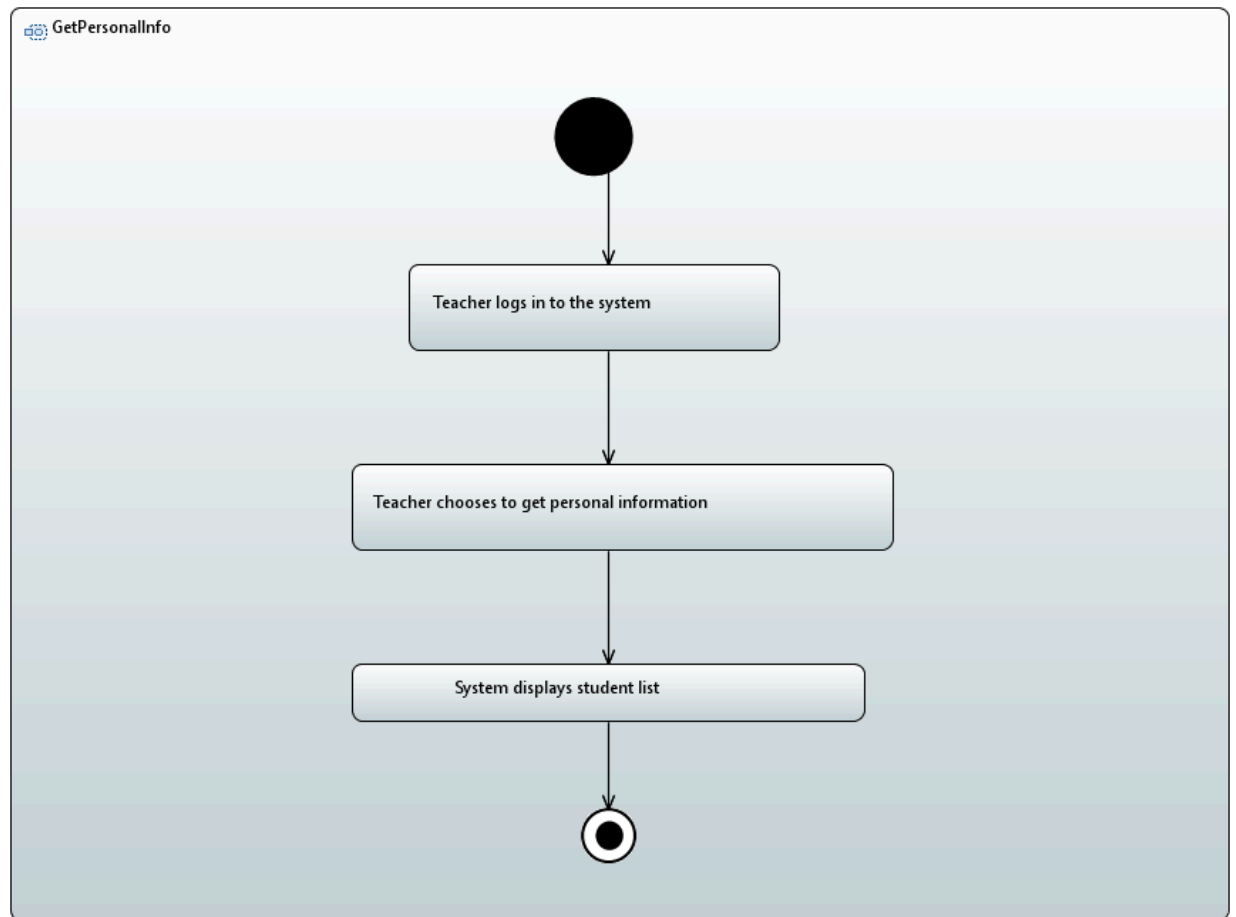 GetPersonalInfo
Teacher logs in to the system
Teacher chooses to get personal information
System displays student list